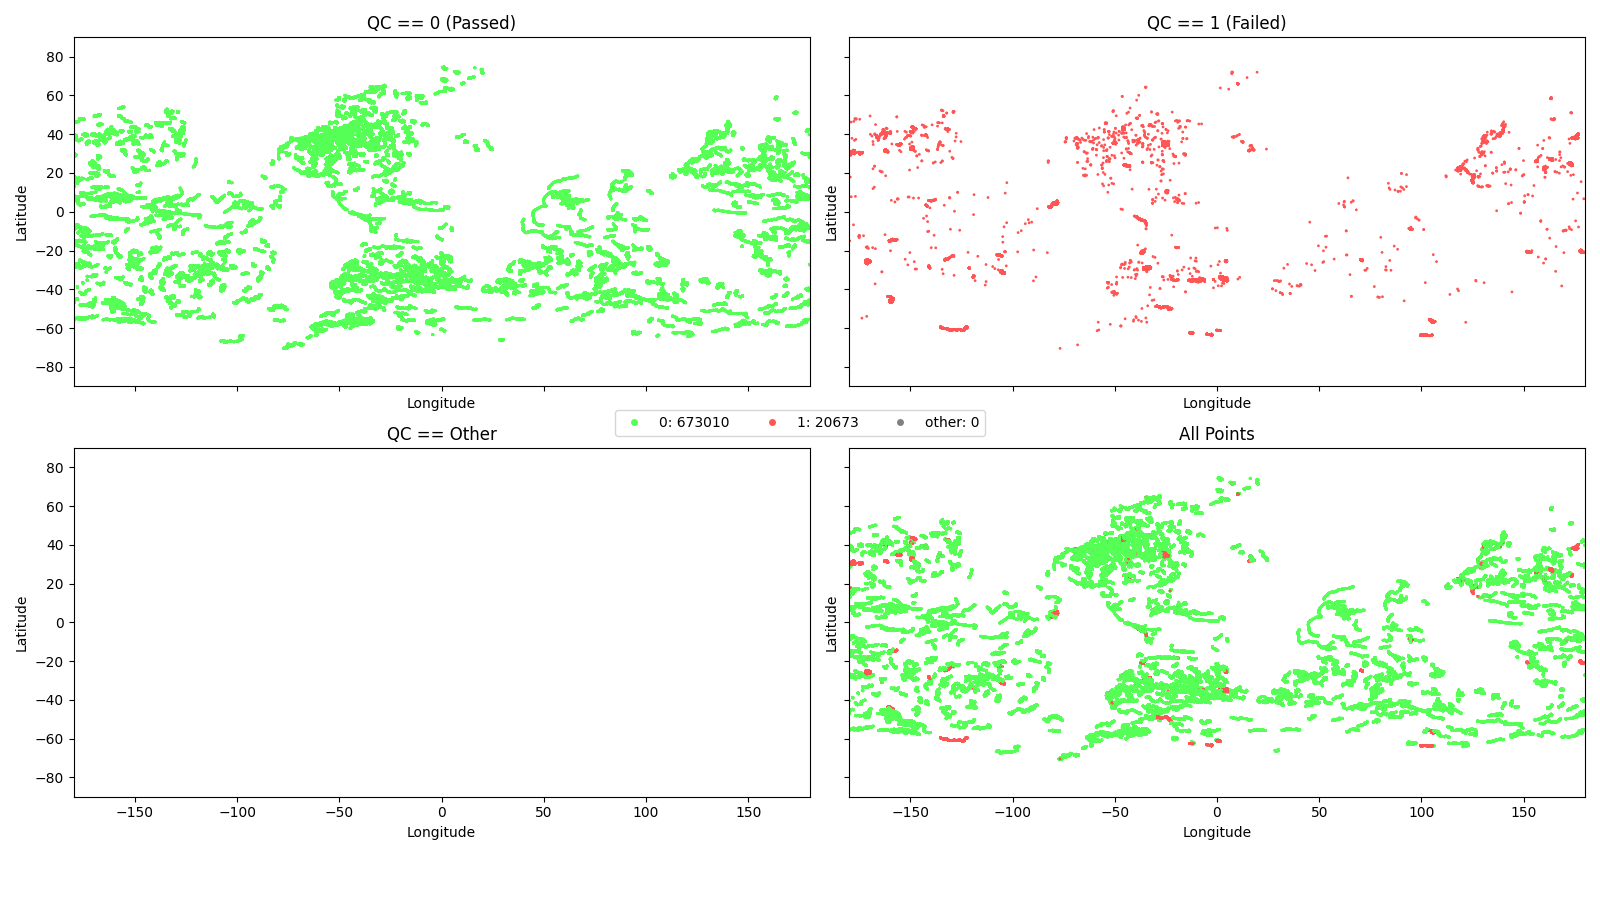 QC == 0 (Passed)
QC == 1 (Failed)
80
60
40
20
0
−20
−40
−60
−80
Latitude
Latitude
Longitude
Longitude
0: 673010 1: 20673 other: 0
QC == Other
All Points
80
60
40
20
0
−20
−40
−60
−80
Latitude
Latitude
−150 −100 −50 0 50 100 150
−150 −100 −50 0 50 100 150
Longitude
Longitude